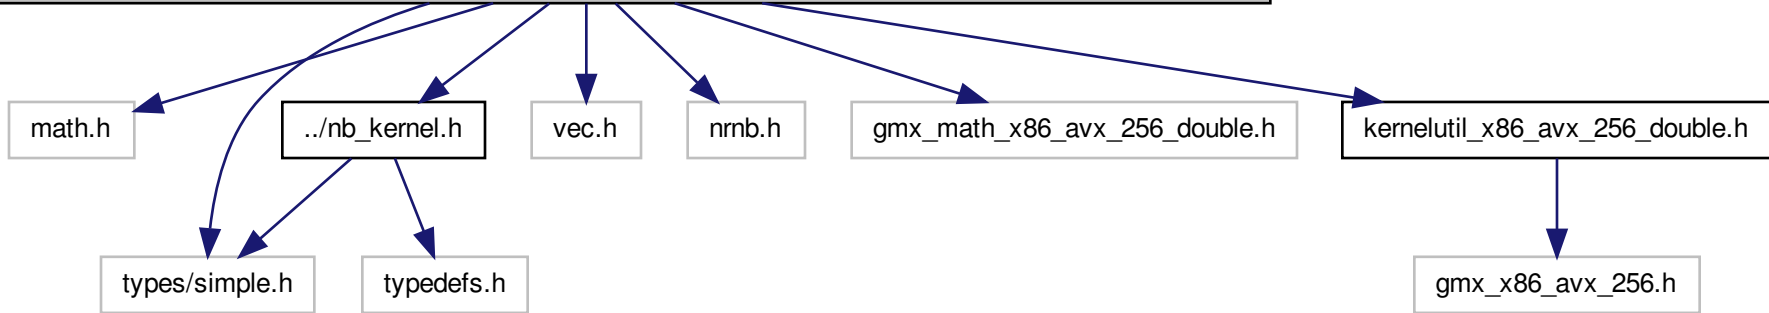 math.h
../nb_kernel.h
vec.h
nrnb.h
gmx_math_x86_avx_256_double.h
kernelutil_x86_avx_256_double.h
types/simple.h
typedefs.h
gmx_x86_avx_256.h